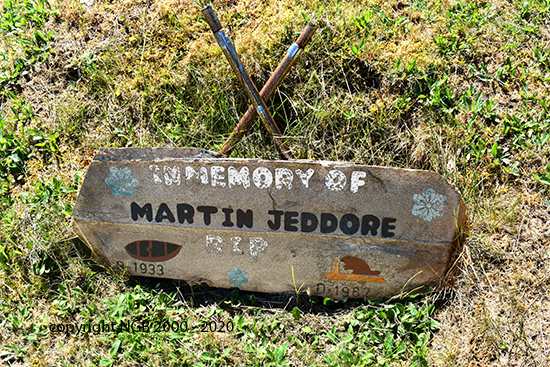 IN MEMORY OF
MARTIN JEDDORE
RIP
B-1933
copyright NGB 2000 - 2020